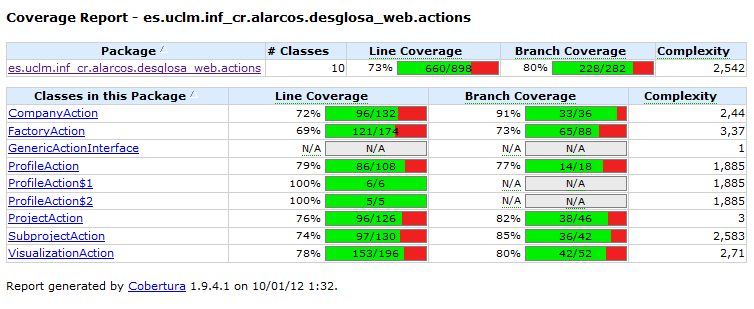 Coverage Report - es.uclm.inf_cr.alarcos.desglosa_web.actions
Package # Classes Line Coverage Branch Coverage Complexity
es.uclm.inf_cr.alarcos.desglosa_web.actions 10 73% 660/898 80% 228/282 2,542
Classes in this Package Line Coverage Branch Coverage Complexity
CompanyAction 72% 96/132 91% 33/36 2,44
FactoryAction 69% 121/174 73% 65/88 3,37
GenericActionInterface N/A N/A N/A N/A 1
ProfileAction 79% 86/108 77% 14/18 1,885
ProfileAction$1 100% 6/6 N/A N/A 1,885
ProfileAction$2 100% 5/5 N/A N/A 1,885
ProjectAction 76% 96/126 82% 38/46 3
SubprojectAction 74% 97/130 85% 36/42 2,583
VisualizationAction 78% 153/196 80% 42/52 2,71
Report generated by Cobertura 1.9.4.1 on 10/01/12 1:32.